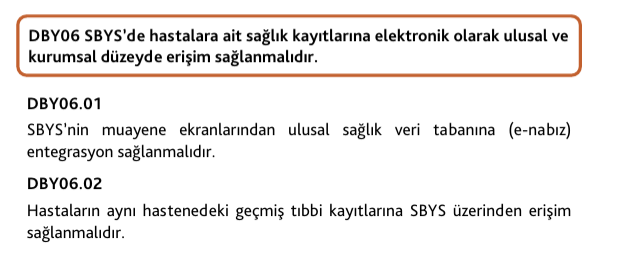 DBY06 SBYS'de hastalara ait sağlık kayıtlarına elektronik olarak ulusal ve
kurumsal düzeyde erişim sağlanmalıdır.
DBY06.01
SBYS'nin muayene ekranlarından ulusal sağlık veri tabanına (e-nabız)
entegrasyon sağlanmalıdır.
DBY06.02
Hastaların aynı hastenedeki geçmiş tıbbi kayıtlarına SBYS üzerinden erişim
sağlanmalıdır.